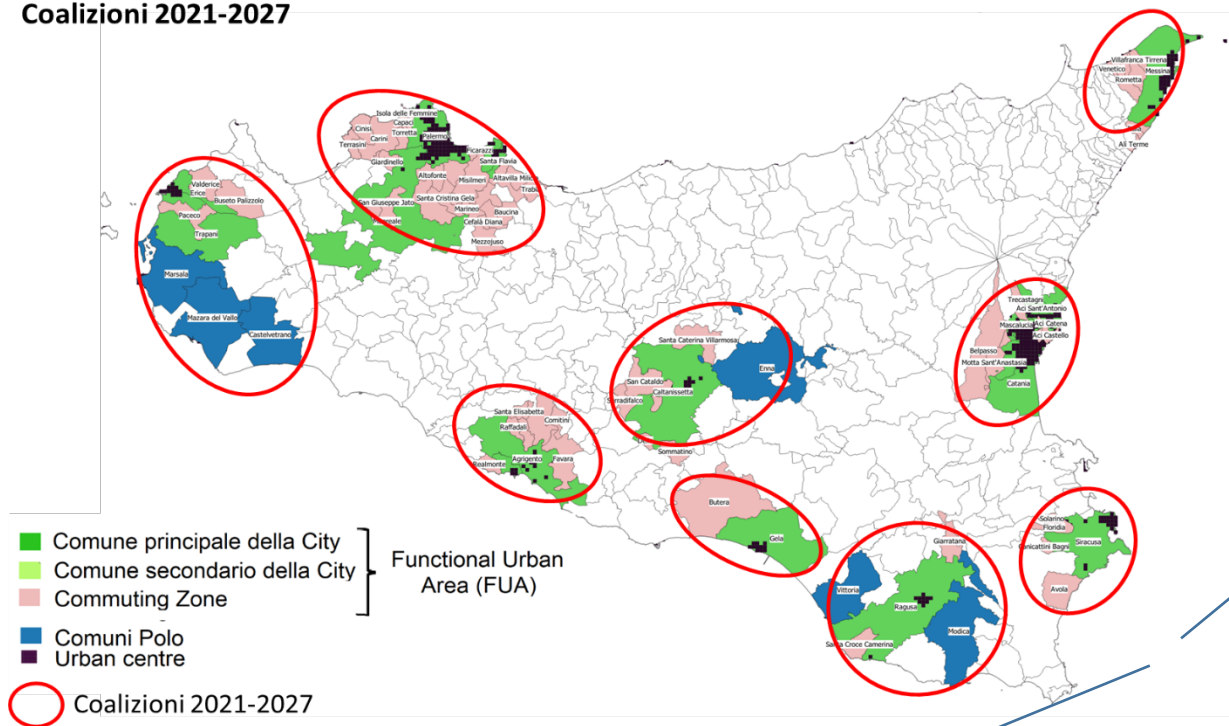 Coalizioni 2021-2027
Villafranca Tirrena
Venetico
Messina
Rometta
Alì Terme
Isola delle Femmine
Capaci
Cinisi
Torretta
Carini
Palermo
Terrasini
Ficarazzi
Giardinello
Santa Flavia
Altofonte
Misilmeri
Altavilla Milic
Trabi
San Giuseppe Jato
Santa Cristina Gela
Marineo
Baucina
Cefalà Diana
Mezzojuso
Valderice
Erice
Buseto Palizzolo
Paceco
Trapani
Marsala
Mazara del Vallo
Castelvetrano
Trecastagni
Aci Sant'Antonio
Mascalucia
Aci Catena
Aci Castello
Belpasso
Motta Sant'Anastasia
Catania
Santa Caterina Villarmosa
Enna
San Cataldo
Caltanissetta
Serradifalco
Sommatino
Santa Elisabetta
Comitini
Raffadali
Agrigento
Favara
Realmonte
Butera
Gela
Solarino
Floridia
Siracusa
Canicattini Bagni
Avola
Giarratana
Vittoria
Ragusa
Modica
Santa Croce Camerina
Comune principale della City
Comune secondario della City
Commuting Zone
Functional Urban
Area (FUA)
Comuni Polo
Urban centre
Coalizioni 2021-2027